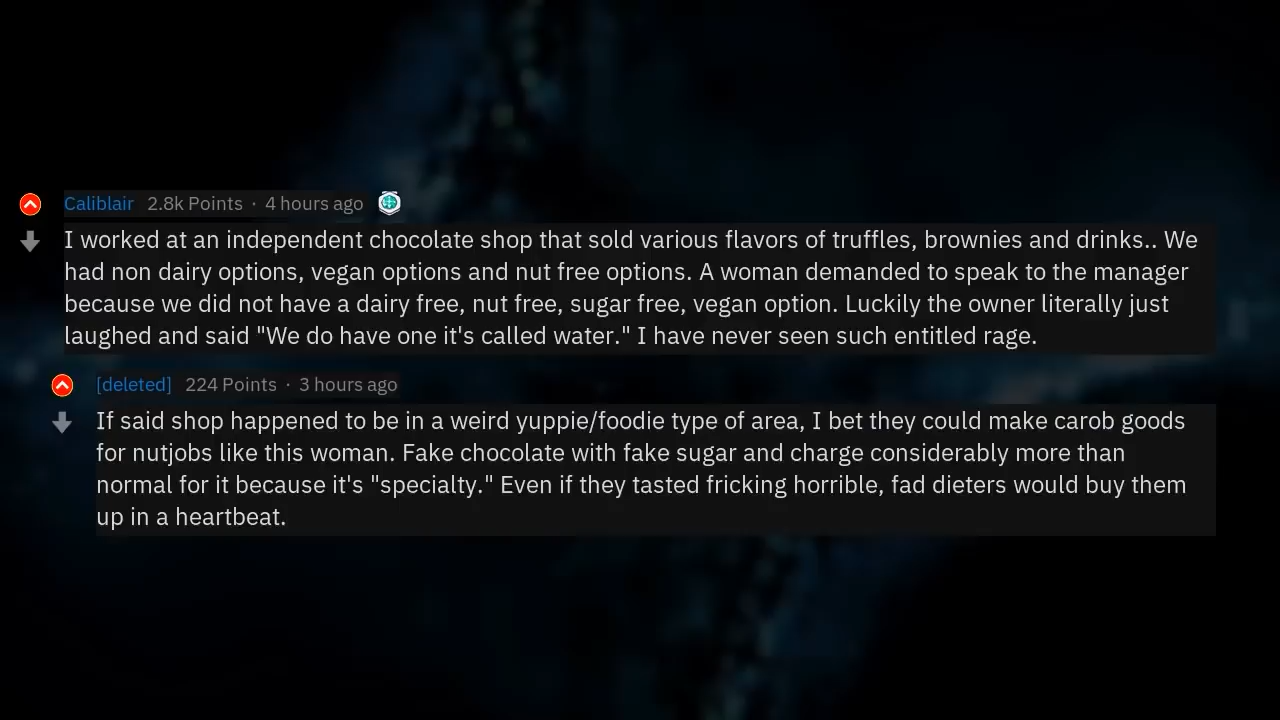 Caliblair 2.8k Points · 4 hours ago
I worked at an independent chocolate shop that sold various flavors of truffles, brownies and drinks.. We
had non dairy options, vegan options and nut free options. A woman demanded to speak to the manager
because we did not have a dairy free, nut free, sugar free, vegan option. Luckily the owner literally just
laughed and said "We do have one it's called water." I have never seen such entitled rage.
[deleted] 224 Points · 3 hours ago
If said shop happened to be in a weird yuppie/foodie type of area, I bet they could make carob goods
for nutjobs like this woman. Fake chocolate with fake sugar and charge considerably more than
normal for it because it's "specialty." Even if they tasted fricking horrible, fad dieters would buy them
up in a heartbeat.